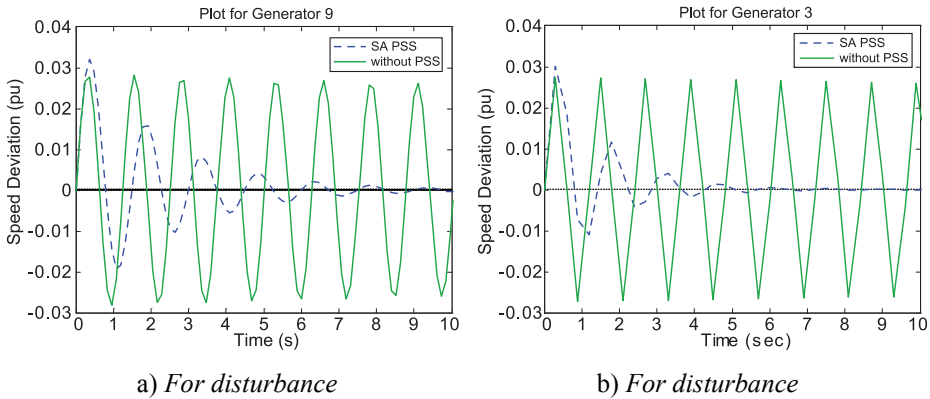 Plot for Generator 9
SA PSS
without PSS
0.04
0.03
0.02
0.01
0
-0.01
-0.02
-0.03
Speed Deviation (pu)
0 1 2 3 4 5 6 7 8 9 10
Time (s)
a) For disturbance
Plot for Generator 3
SA PSS
without PSS
0.04
0.03
0.02
0.01
0
-0.01
-0.02
-0.03
Speed Deviation (pu)
0 1 2 3 4 5 6 7 8 9 10
Time (sec)
b) For disturbance